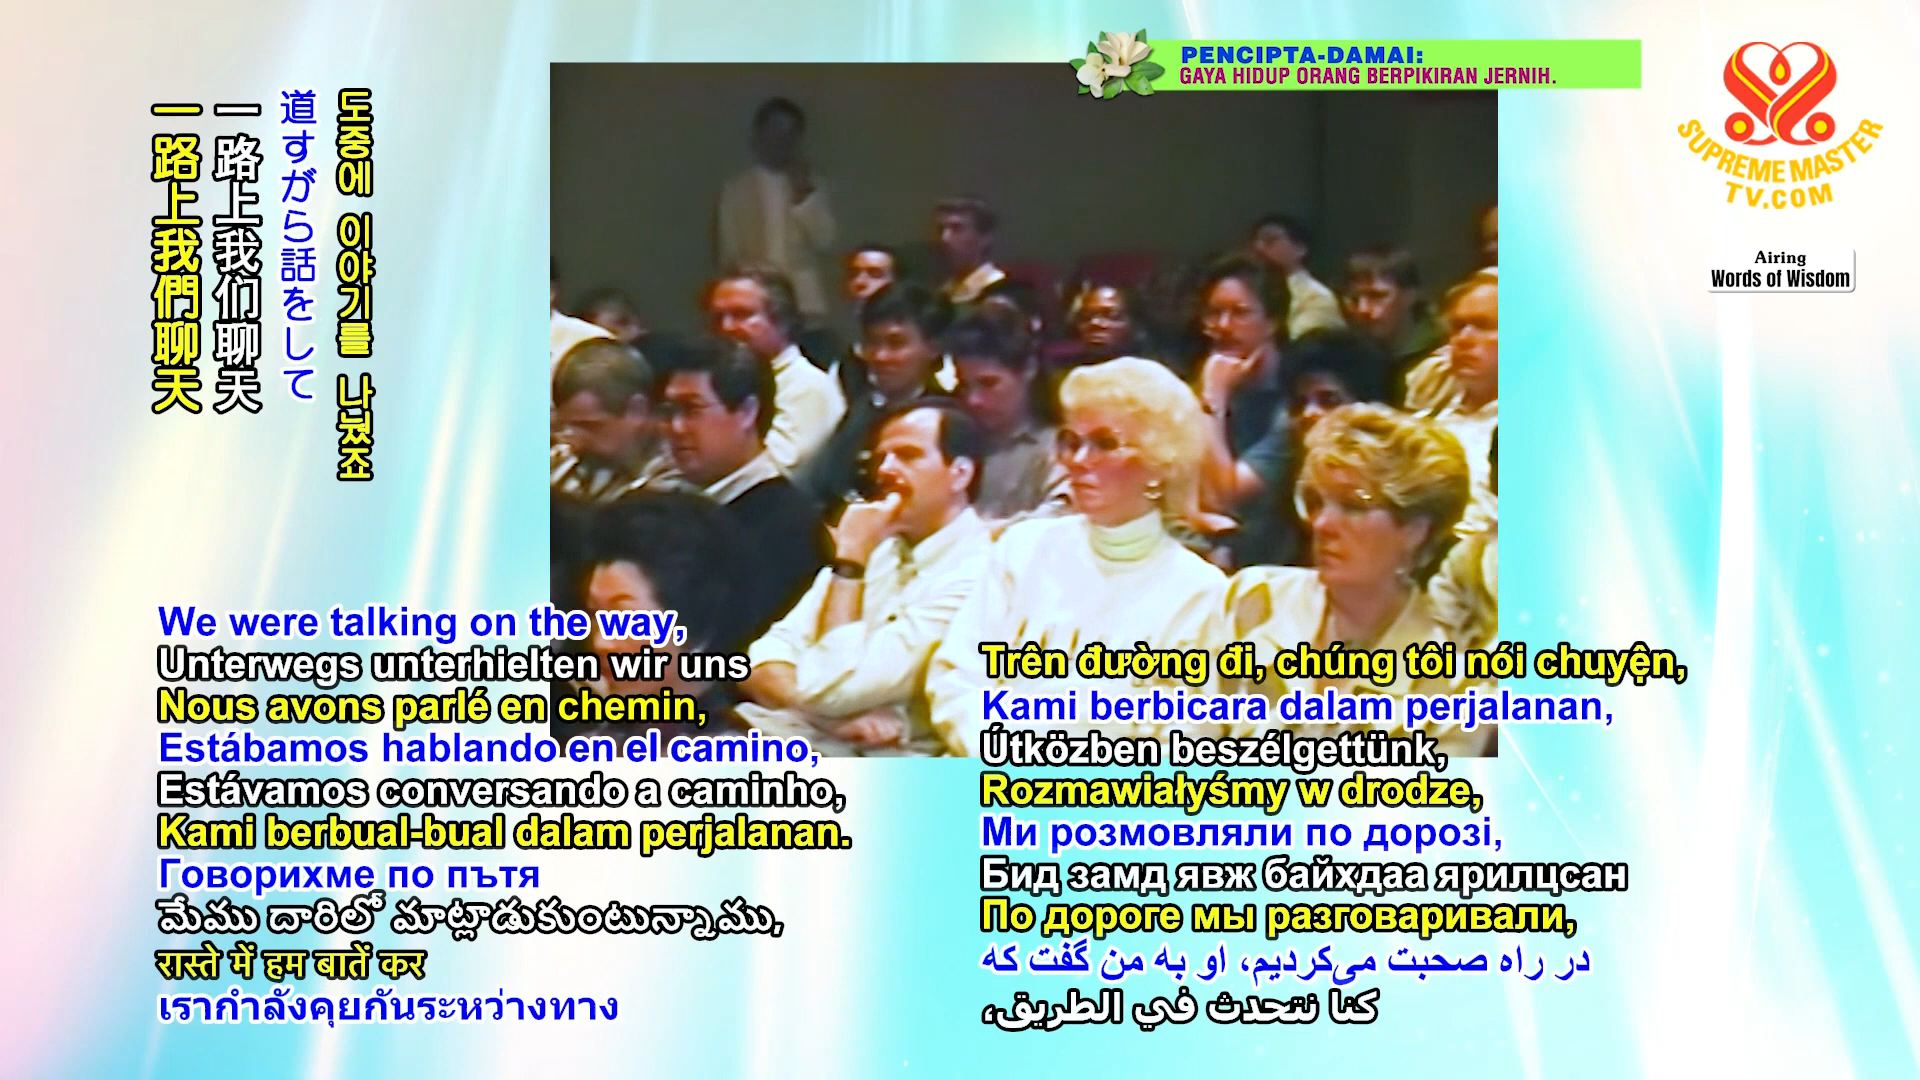 PENCIPTA-DAMAI:
GAYA HIDUP ORANG BERPIKIRAN JERNIH.
SUPREME MASTER
TV.COM
Airing
Words of Wisdom
도중에 이야기를 나눴죠
道すがら話をして
一路上我们聊天
一路上我們聊天
We were talking on the way,
Unterwegs unterhielten wir uns
Nous avons parlé en chemin,
Estábamos hablando en el camino,
Estávamos conversando a caminho,
Kami berbual-bual dalam perjalanan.
Говорихме по пътя
మేము దారిలో మాట్లాడుకుంటున్నాము,
रास्ते में हम बातें कर
เรากำลังคุยกันระหว่างทาง
Trên đường đi, chúng tôi nói chuyện,
Kami berbicara dalam perjalanan,
Útközben beszélgettünk,
Rozmawiałyśmy w drodze,
Ми розмовляли по дорозі,
Бид замд явж байхдаа ярилцсан
По дороге мы разговаривали,
در راه صحبت می‌کردیم، او به من گفت که
كنا نتحدث في الطريق،